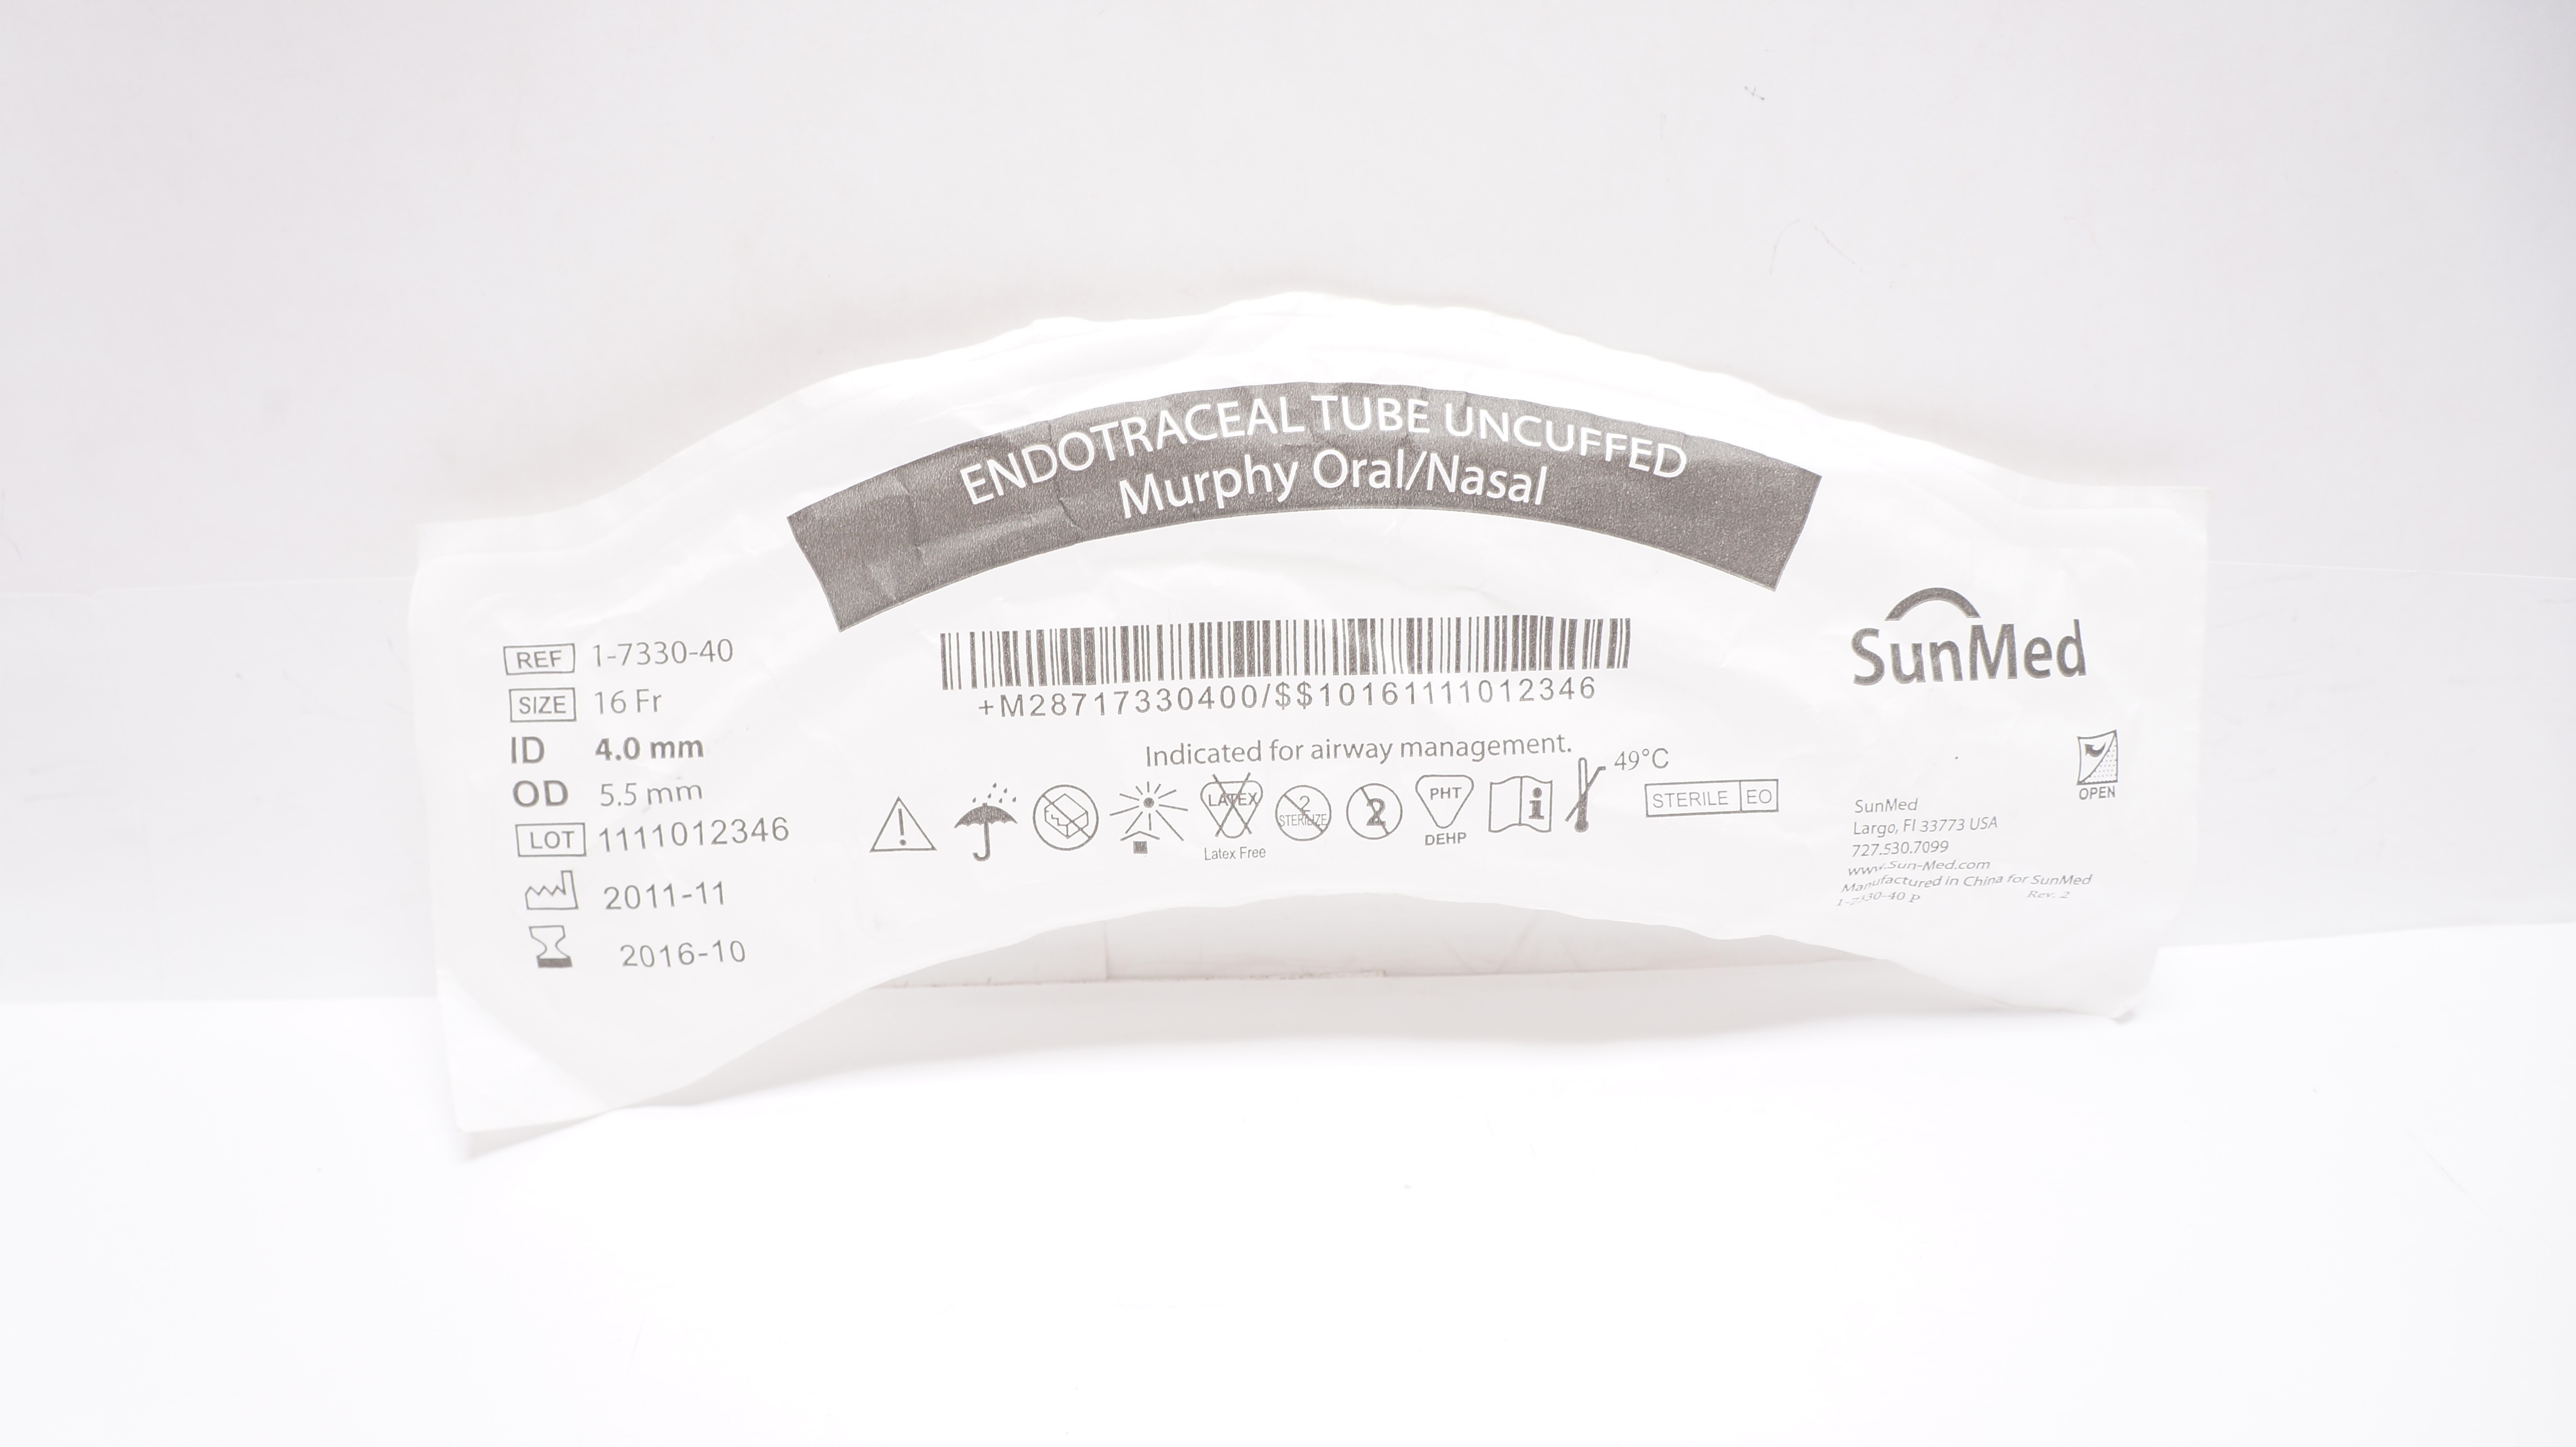 ENDOTRACEAL TUBE UNCUFFED
Murphy Oral/Nasal
REF 1-7330-40
SIZE 16 Fr
ID 4.0 mm
OD 5.5 mm
LOT 1111012346
2011-11
2016-10
+M28717330400/$$10161111012346
Indicated for airway management.
LATEX
Latex Free
2
STERILIZE
2
PHT
DEHP
i
49°C
STERILE EO
SunMed
OPEN
SunMed
Largo, Fl 33773 USA
727.530.7099
www.Sun-Med.com
Manufactured in China for SunMed
1-7330-40 P Rev. 2